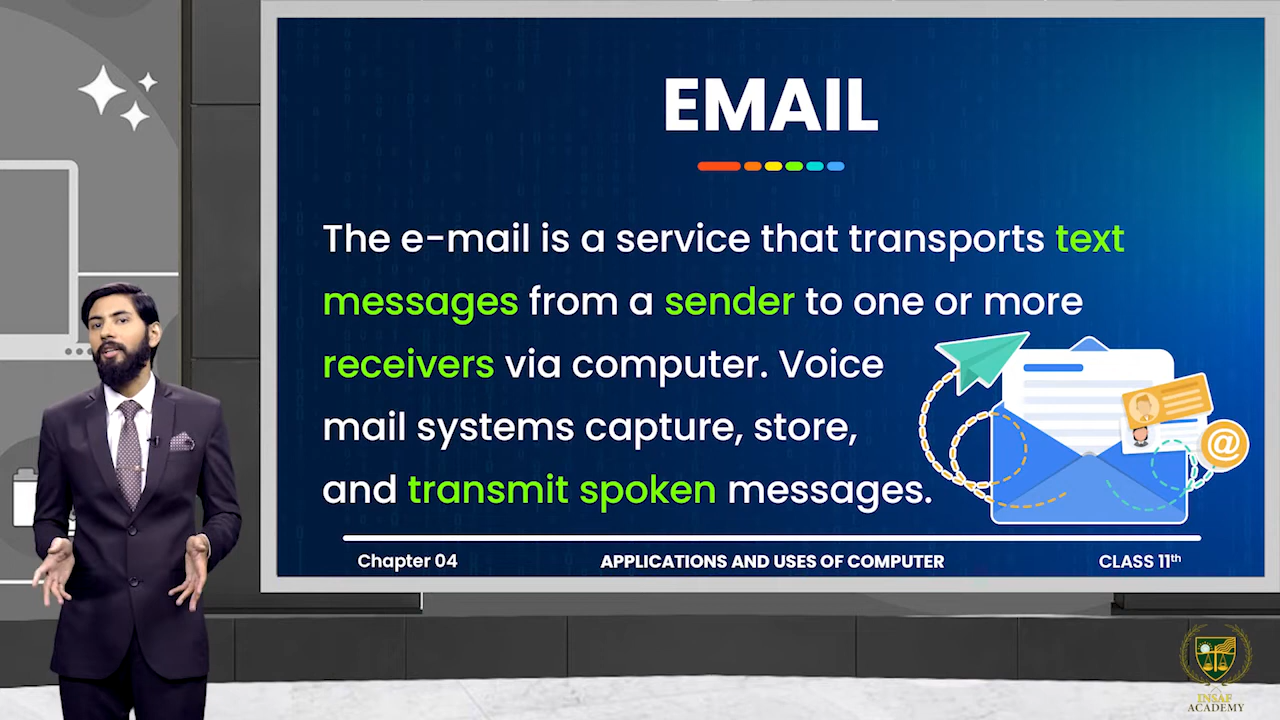 EMAIL
The e-mail is a service that transports text
messages from a sender to one or more
receivers via computer. Voice
mail systems capture, store,
and transmit spoken messages.
@
Chapter 04
APPLICATIONS AND USES OF COMPUTER
CLASS 11th
INSAF
ACADEMY